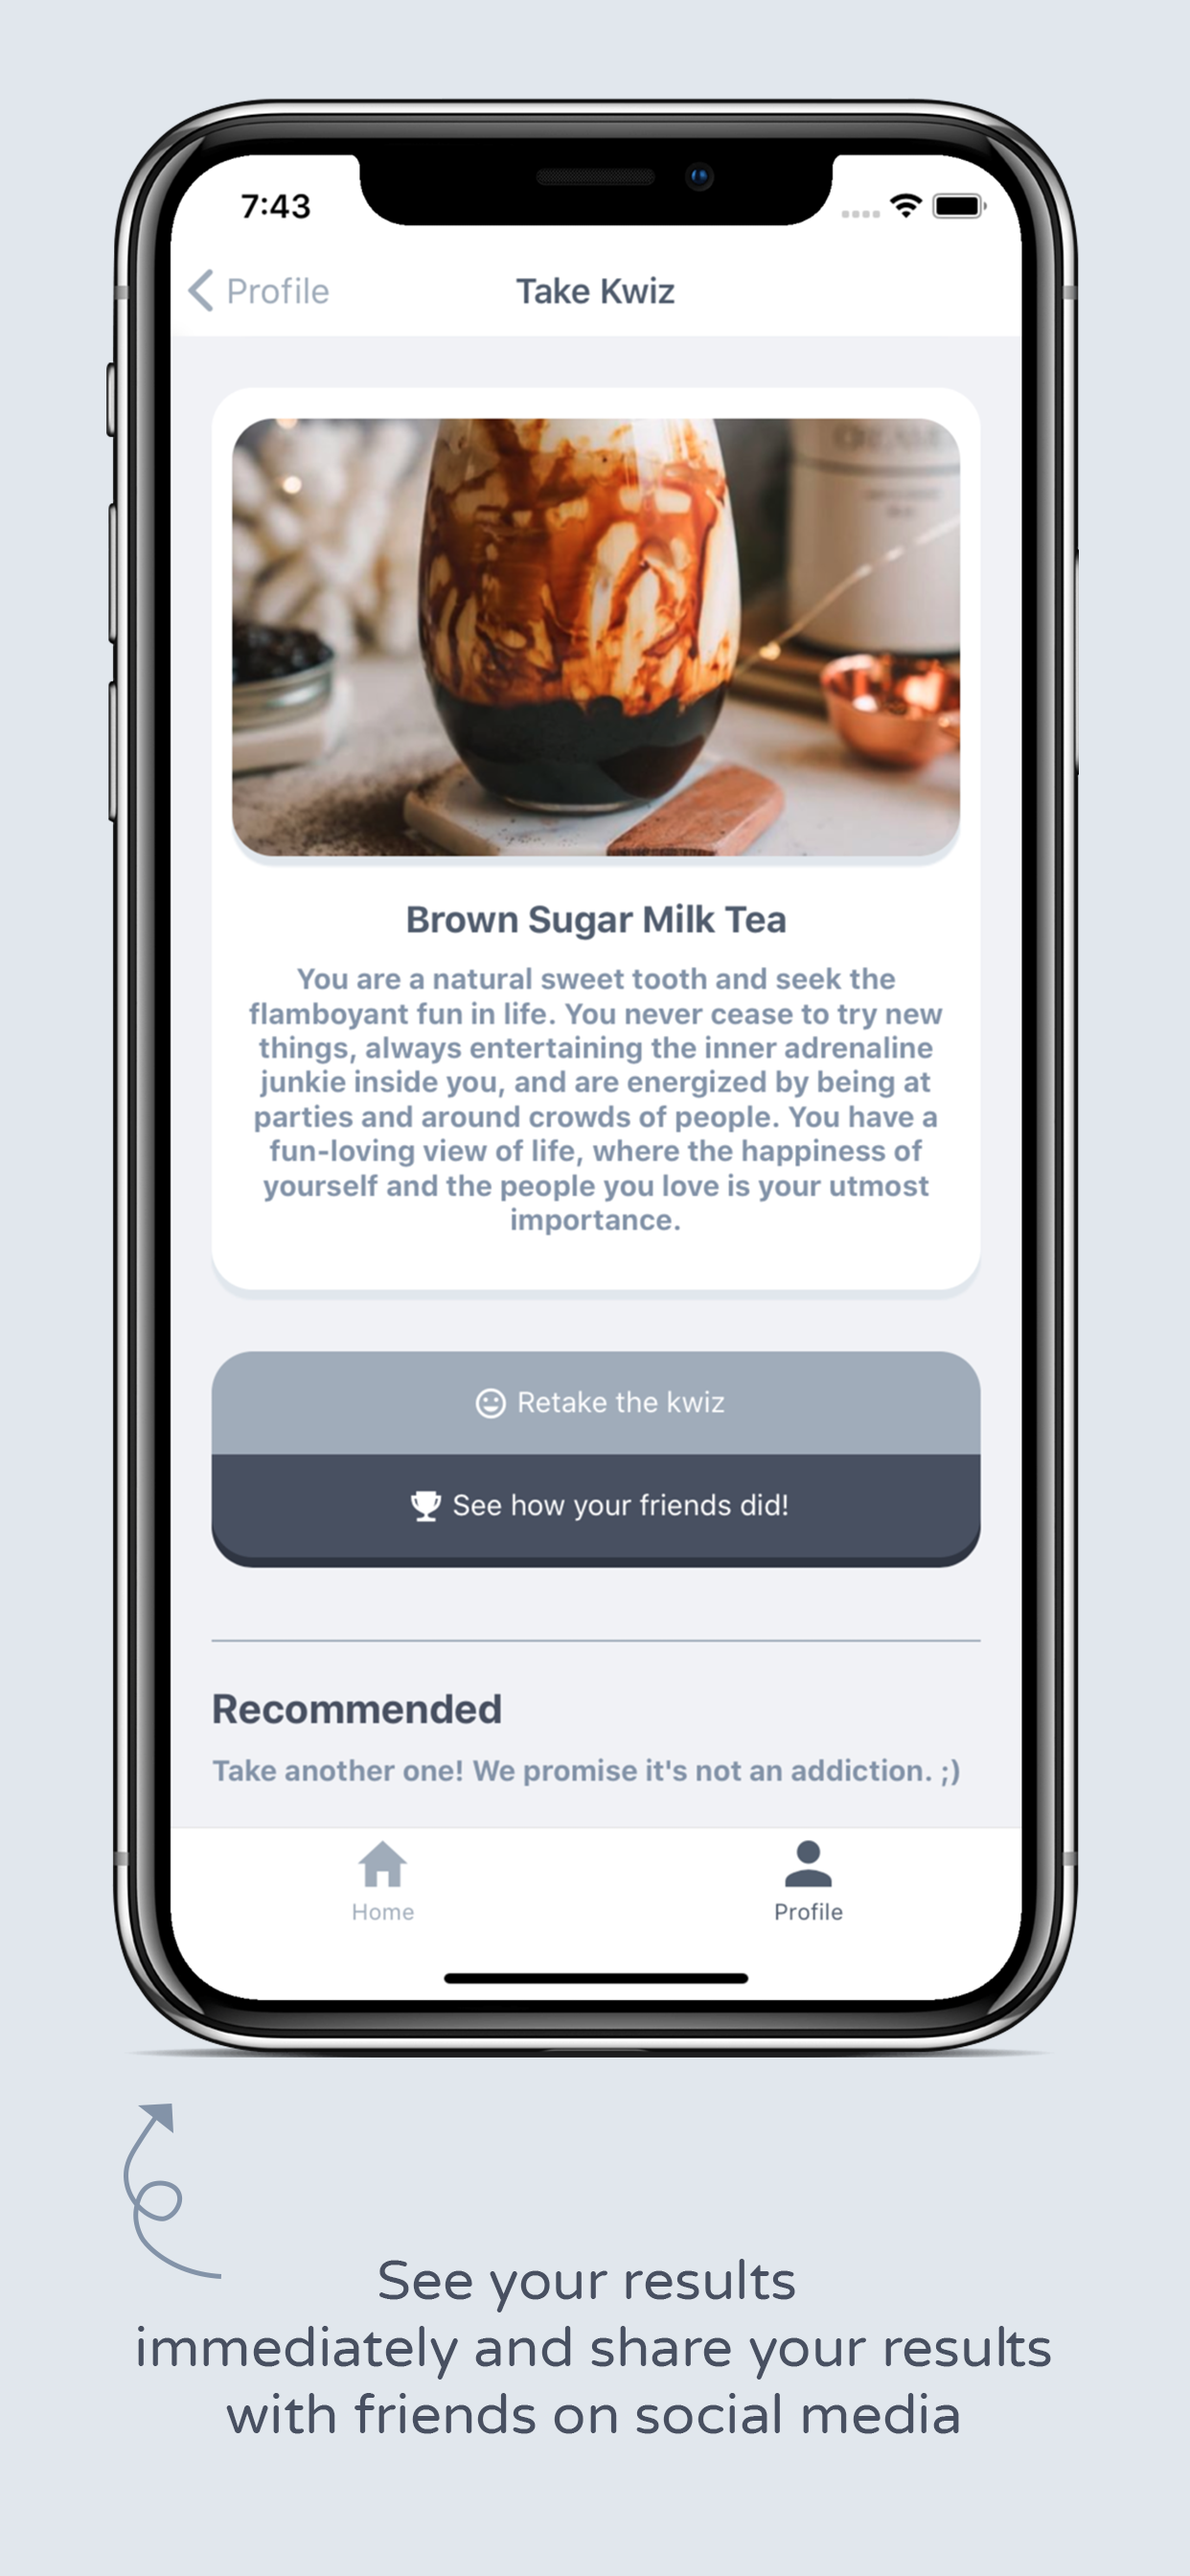 7:43
Profile
Take Kwiz
Brown Sugar Milk Tea
You are a natural sweet tooth and seek the
flamboyant fun in life. You never cease to try new
things, always entertaining the inner adrenaline
junkie inside you, and are energized by being at
parties and around crowds of people. You have a
fun-loving view of life, where the happiness of
yourself and the people you love is your utmost
importance.
Retake the kwiz
See how your friends did!
Recommended
Take another one! We promise it's not an addiction. ;)
Home
Profile
See your results
immediately and share your results
with friends on social media